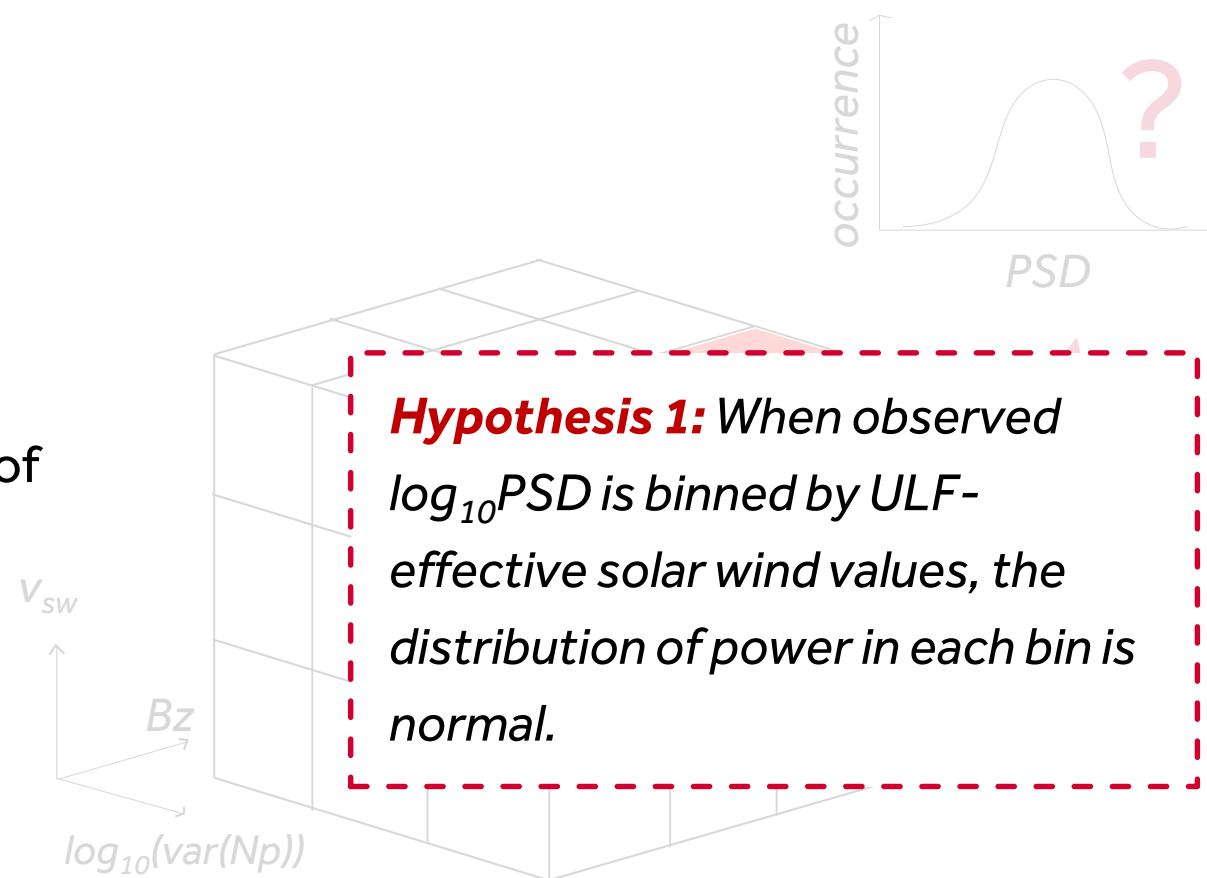 occurrence
?
PSD
of
Hypothesis 1: When observed
log₁₀PSD is binned by ULF-
effective solar wind values, the
distribution of power in each bin is
normal.
v_sw
Bz
log₁₀(var(Np))